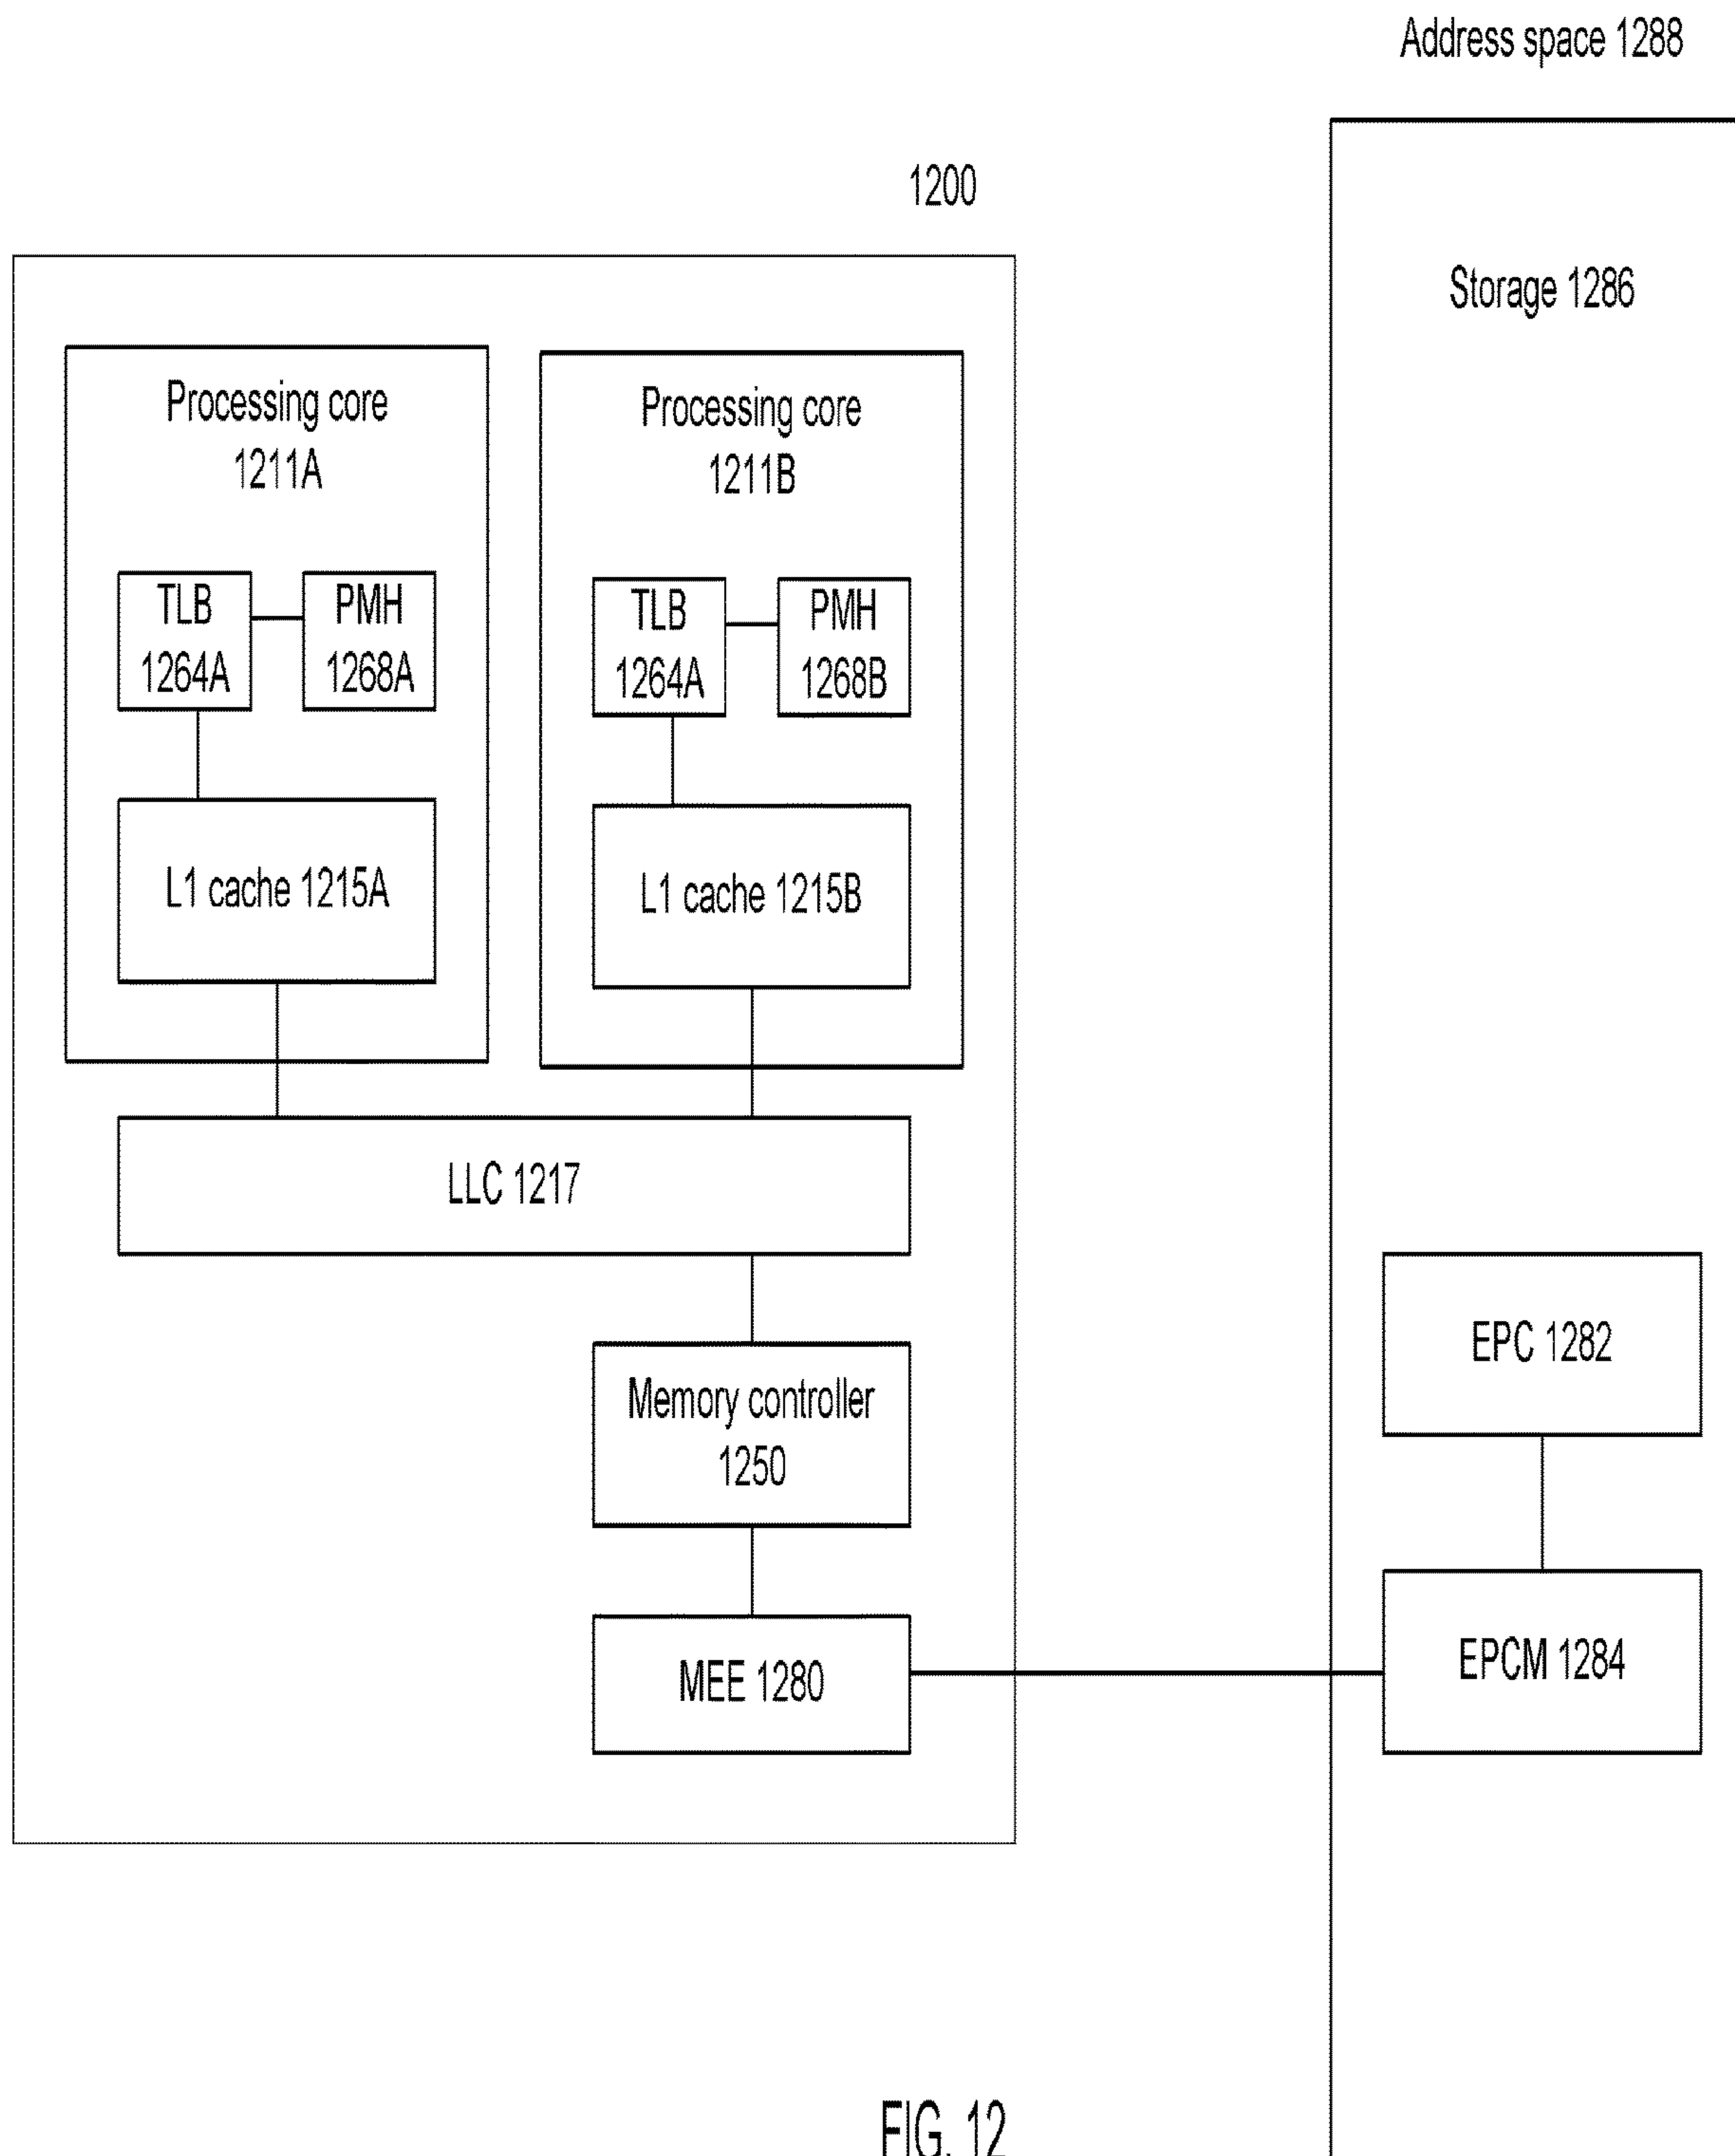 Address space 1288
1200
Storage 1286
Processing core
1211A
Processing core
1211B
TLB
1264A
PMH
1268A
TLB
1264A
PMH
1268B
L1 cache 1215A
L1 cache 1215B
LLC 1217
EPC 1282
Memory controller
1250
EPCM 1284
MEE 1280
FIG. 12